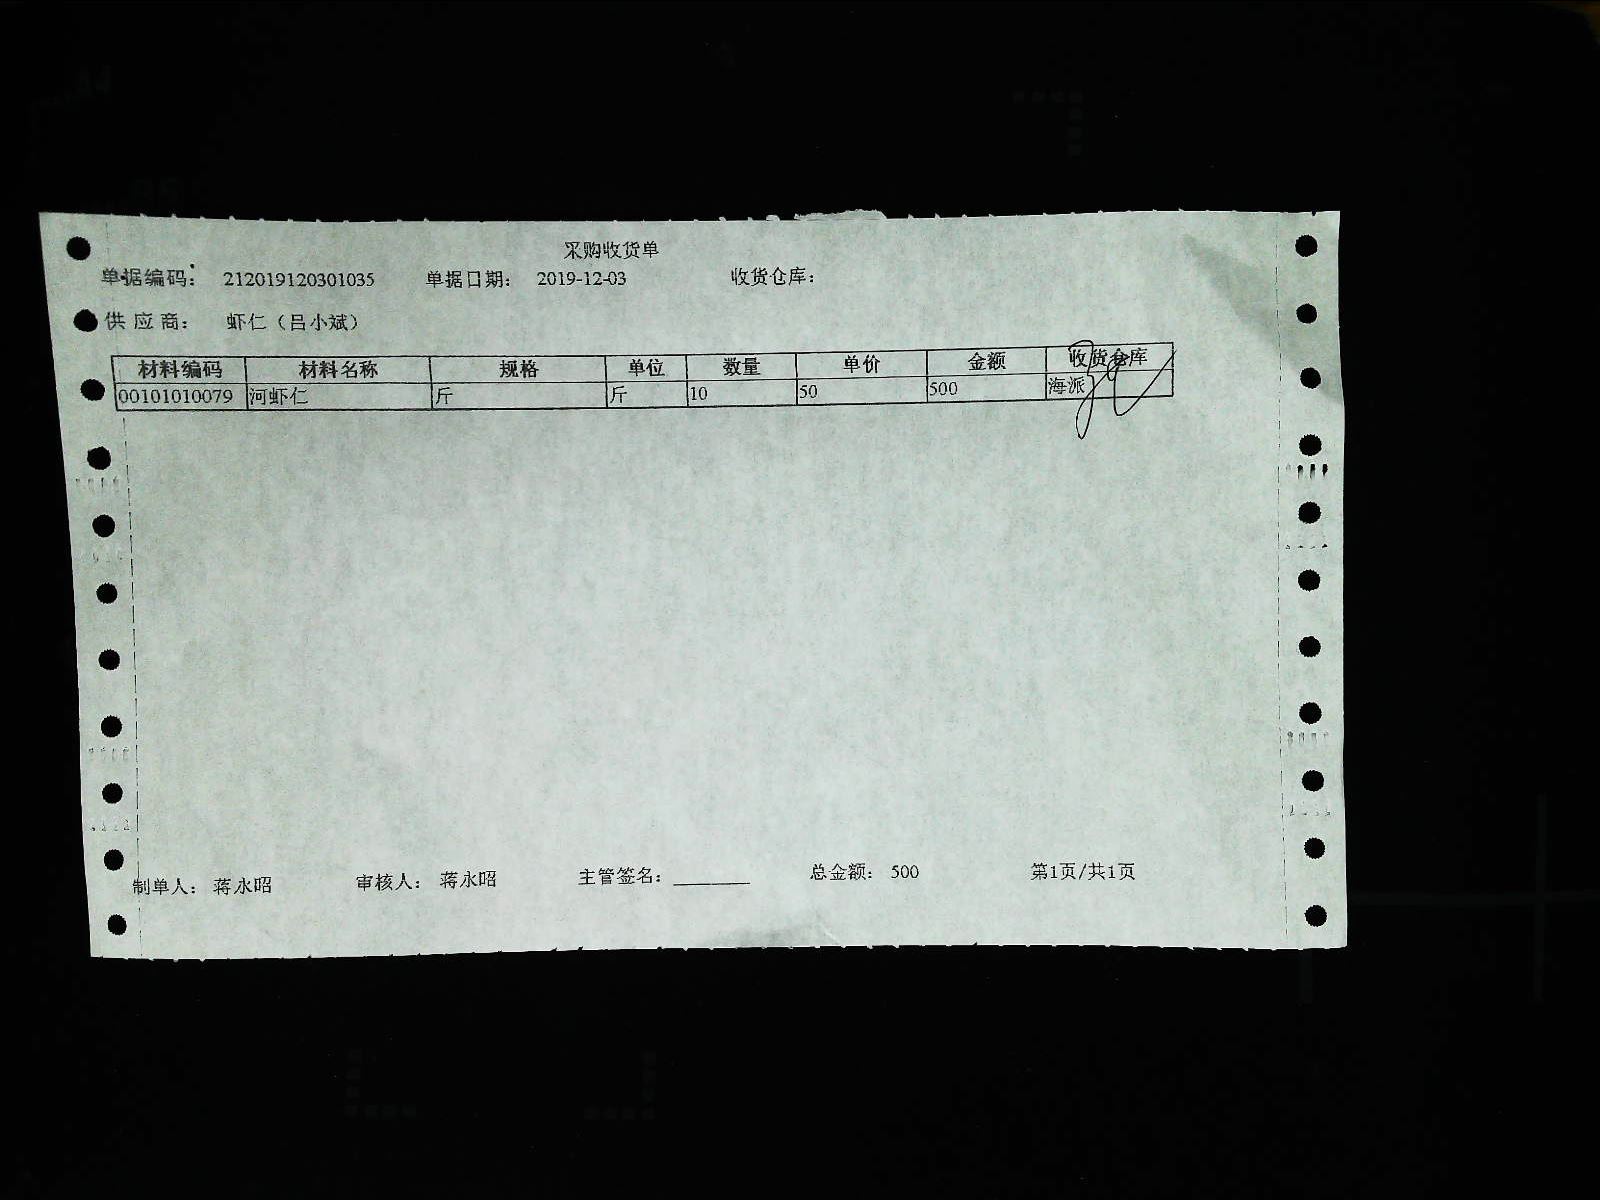 采购收货单
单据编码： 212019120301035 单据日期： 2019-12-03 收货仓库：
供应商： 虾仁（吕小斌）
材料编码 材料名称 规格 单位 数量 单价 金额 收货仓库
00101010079 河虾仁 斤 斤 10 50 500 海派
制单人： 蒋永昭 审核人： 蒋永昭 主管签名：________ 总金额： 500 第1页/共1页